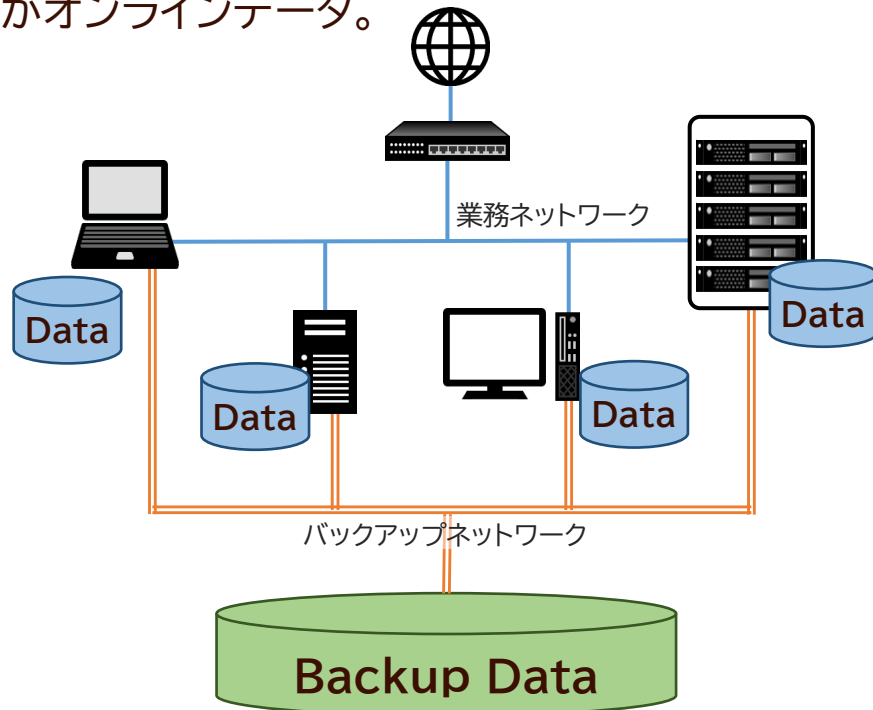 がオンラインデータ。
業務ネットワーク
Data
Data
Data
Data
バックアップネットワーク
Backup Data